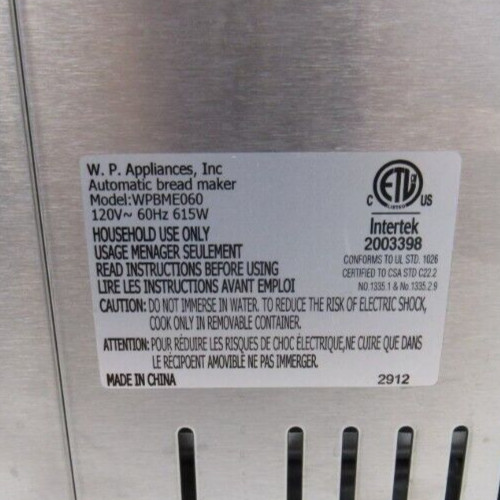 W. P. Appliances, Inc
Automatic bread maker
Model:WPBME060
120V~ 60Hz 615W
HOUSEHOLD USE ONLY
USAGE MENAGER SEULEMENT
READ INSTRUCTIONS BEFORE USING
LIRE LES INSTRUCTIONS AVANT EMPLOI
ETL
LISTED
C US
Intertek
2003398
CONFORMS TO UL STD. 1026
CERTIFIED TO CSA STD C22.2
NO.1335.1 & No.1335.2.9
CAUTION: DO NOT IMMERSE IN WATER. TO REDUCE THE RISK OF ELECTRIC SHOCK,
COOK ONLY IN REMOVABLE CONTAINER.
ATTENTION: POUR RÉDUIRE LES RISQUES DE CHOC ÉLECTRIQUE,NE CUIRE QUE DANS
LE RÉCIPOENT AMOVIBLE NE PAS IMMERGER.
MADE IN CHINA
2912